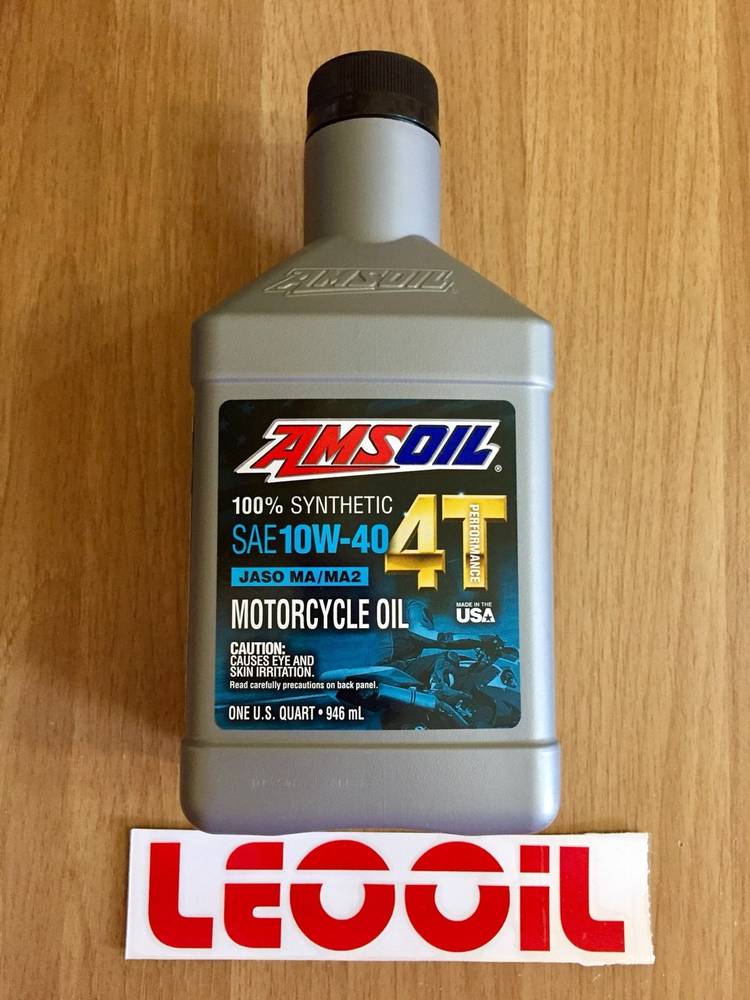 AMSOIL
AMSOIL®
100% SYNTHETIC
SAE 10W-40
4T
PERFORMANCE
JASO MA/MA2
MOTORCYCLE OIL
MADE IN THE
USA
CAUTION:
CAUSES EYE AND
SKIN IRRITATION.
Read carefully precautions on back panel.
ONE U.S. QUART • 946 mL
LEOOiL